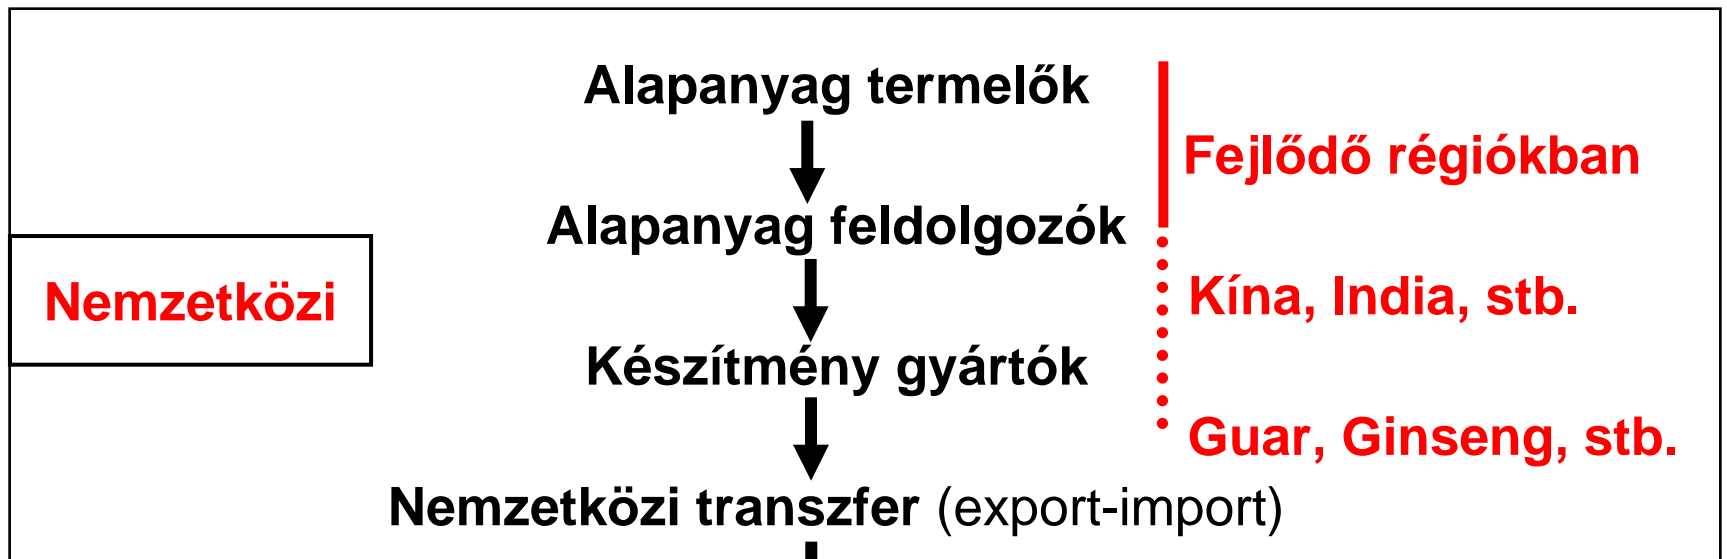 Alapanyag termelők
Fejlődő régiókban
Alapanyag feldolgozók
Nemzetközi
Kína, India, stb.
Készítmény gyártók
Guar, Ginseng, stb.
Nemzetközi transzfer (export-import)